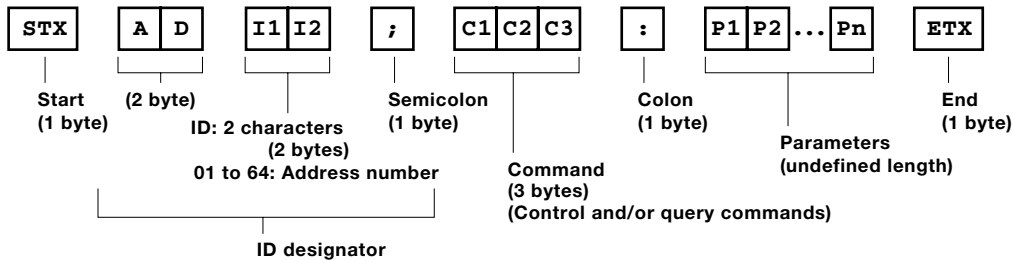 STX A D I1 I2 ; C1 C2 C3 : P1 P2 ... Pn ETX
Start
(1 byte)
(2 byte)
ID: 2 characters
(2 bytes)
01 to 64: Address number
Semicolon
(1 byte)
Command
(3 bytes)
(Control and/or query commands)
Colon
(1 byte)
Parameters
(undefined length)
End
(1 byte)
ID designator